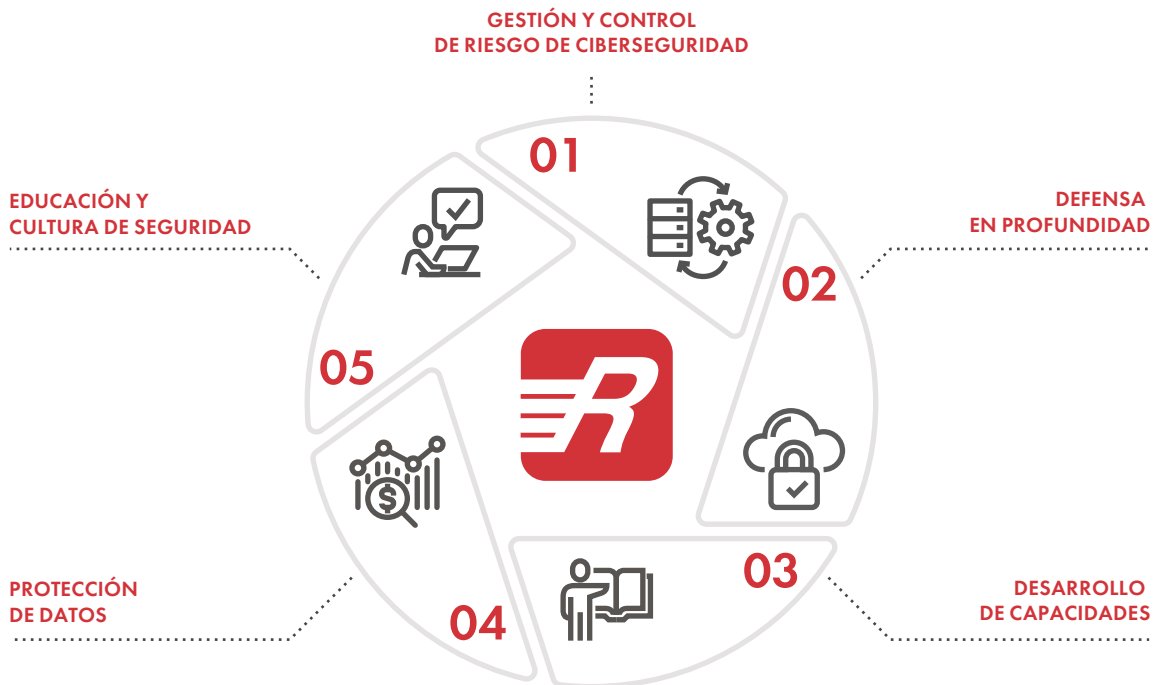 GESTIÓN Y CONTROL
DE RIESGO DE CIBERSEGURIDAD
01
EDUCACIÓN Y
CULTURA DE SEGURIDAD
DEFENSA
EN PROFUNDIDAD
02
05
R
$
03
PROTECCIÓN
DE DATOS
04
DESARROLLO
DE CAPACIDADES